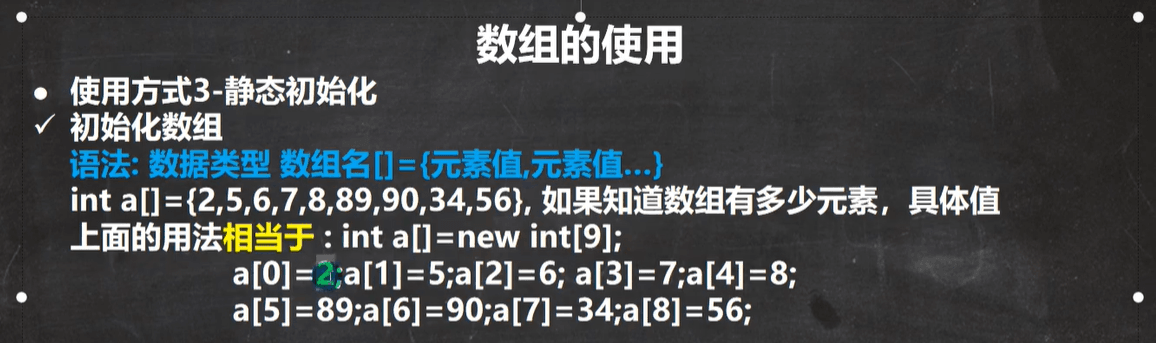 数组的使用
● 使用方式3-静态初始化
✓ 初始化数组
语法: 数据类型 数组名[]={元素值,元素值...}
int a[]={2,5,6,7,8,89,90,34,56}, 如果知道数组有多少元素，具体值
上面的用法相当于 : int a[]=new int[9];
a[0]=2;a[1]=5;a[2]=6; a[3]=7;a[4]=8;
a[5]=89;a[6]=90;a[7]=34;a[8]=56;